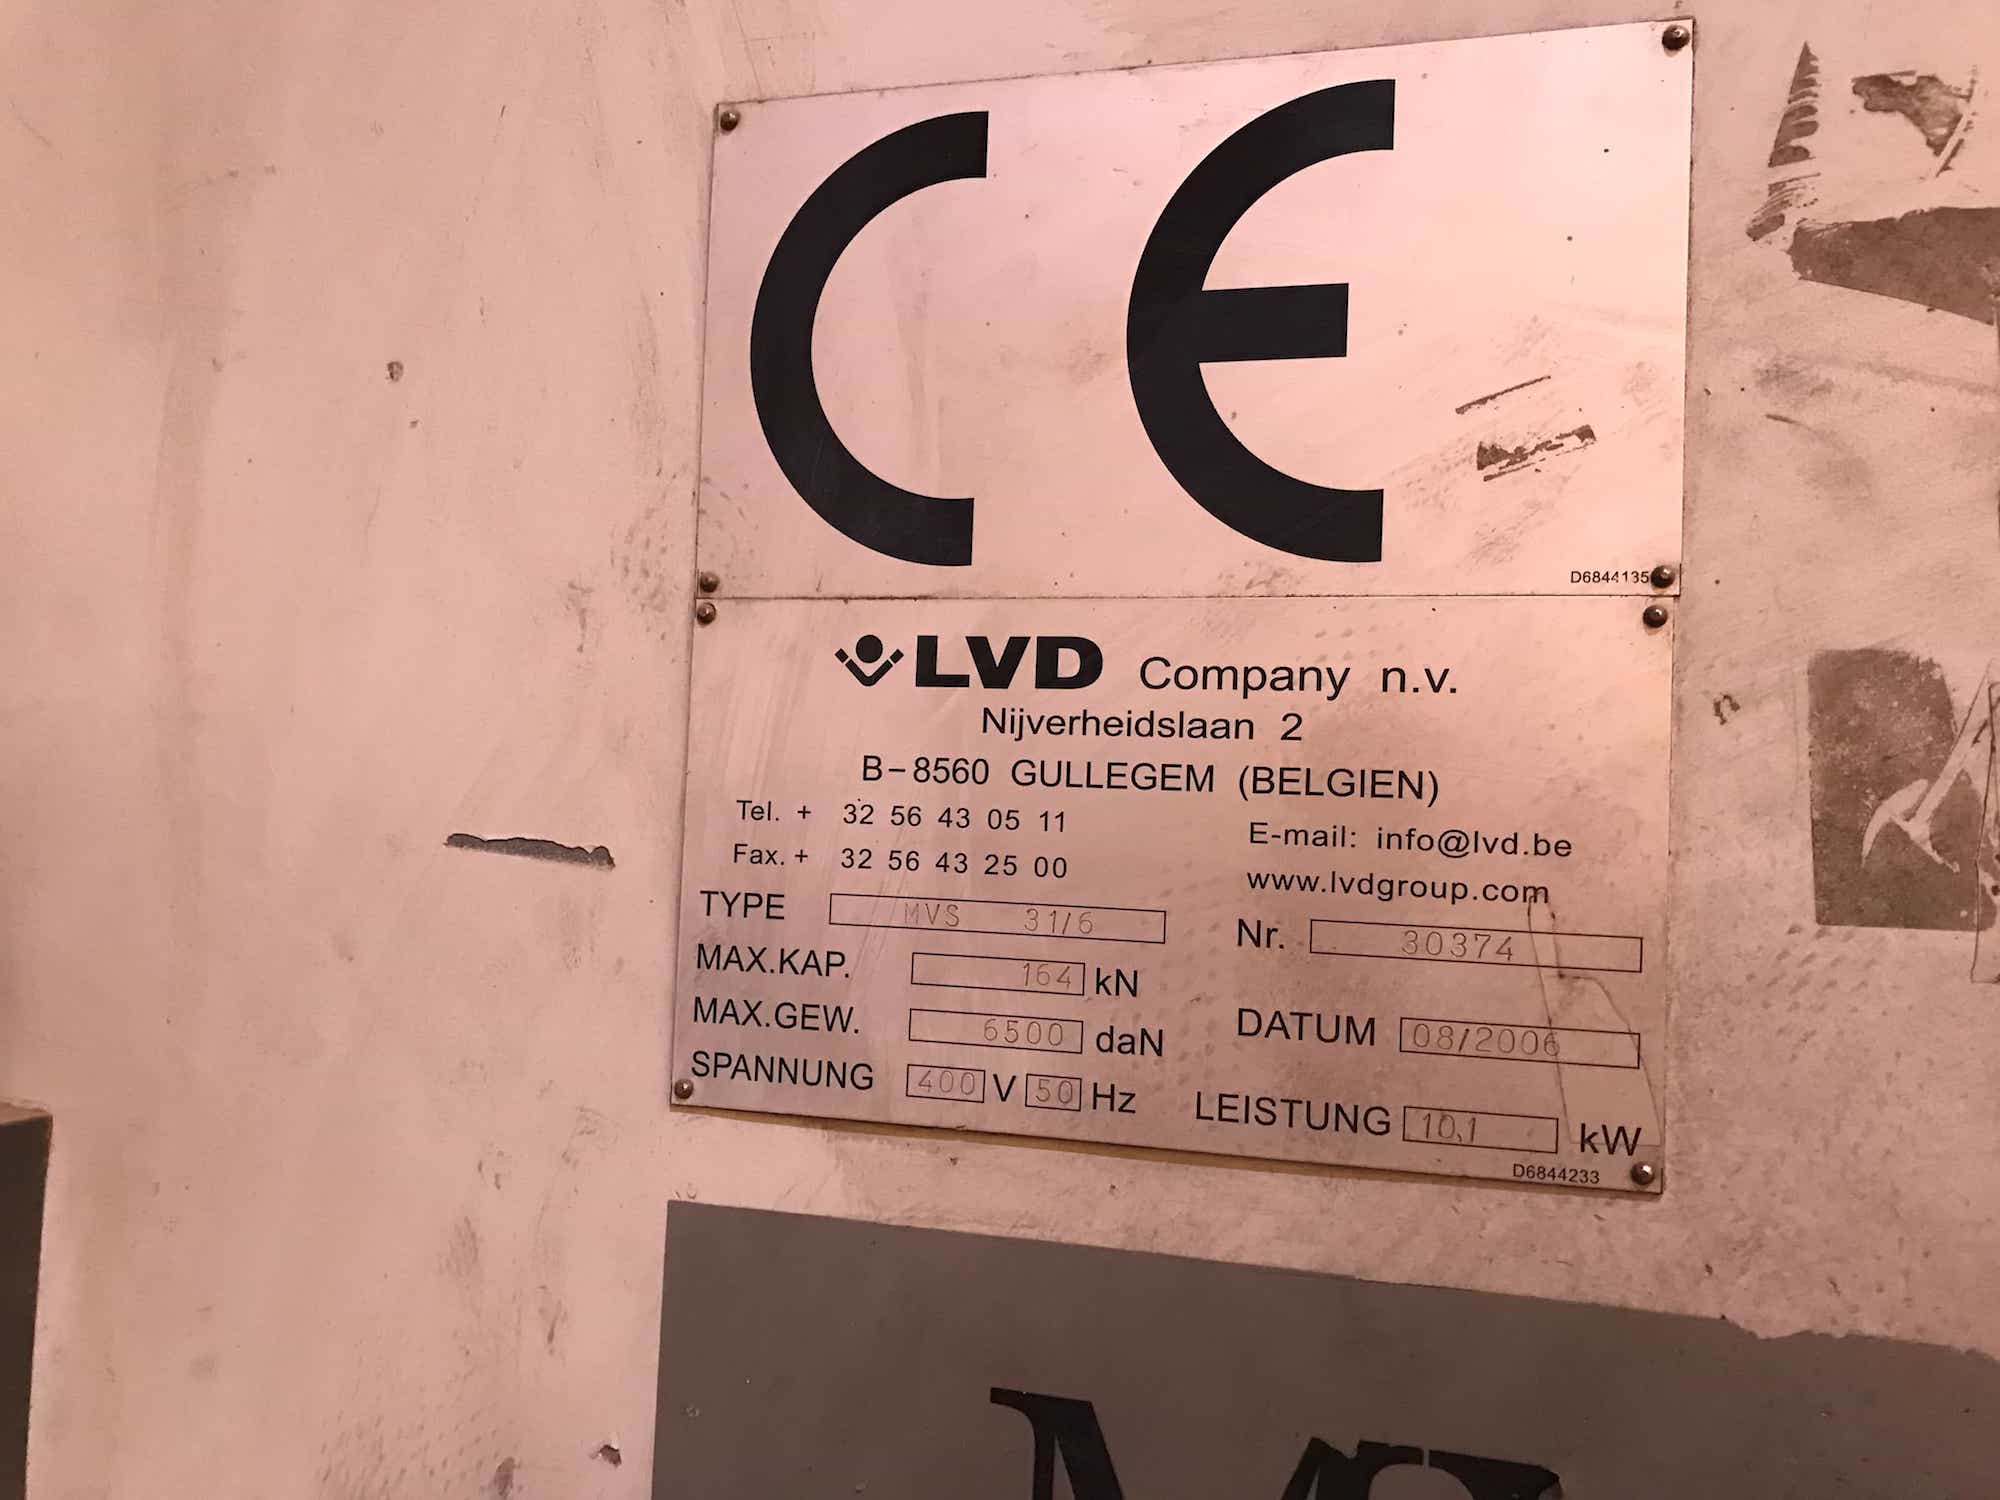 CE
D6844135
LVD Company n.v.
Nijverheidslaan 2
B-8560 GULLEGEM (BELGIEN)
Tel. + 32 56 43 05 11
Fax. + 32 56 43 25 00
E-mail: info@lvd.be
www.lvdgroup.com
TYPE MVS 31/6
Nr. 30374
MAX.KAP. 164 kN
MAX.GEW. 6500 daN
DATUM 08/2006
SPANNUNG 400 V 50 Hz
LEISTUNG 10,1 kW
D6844233